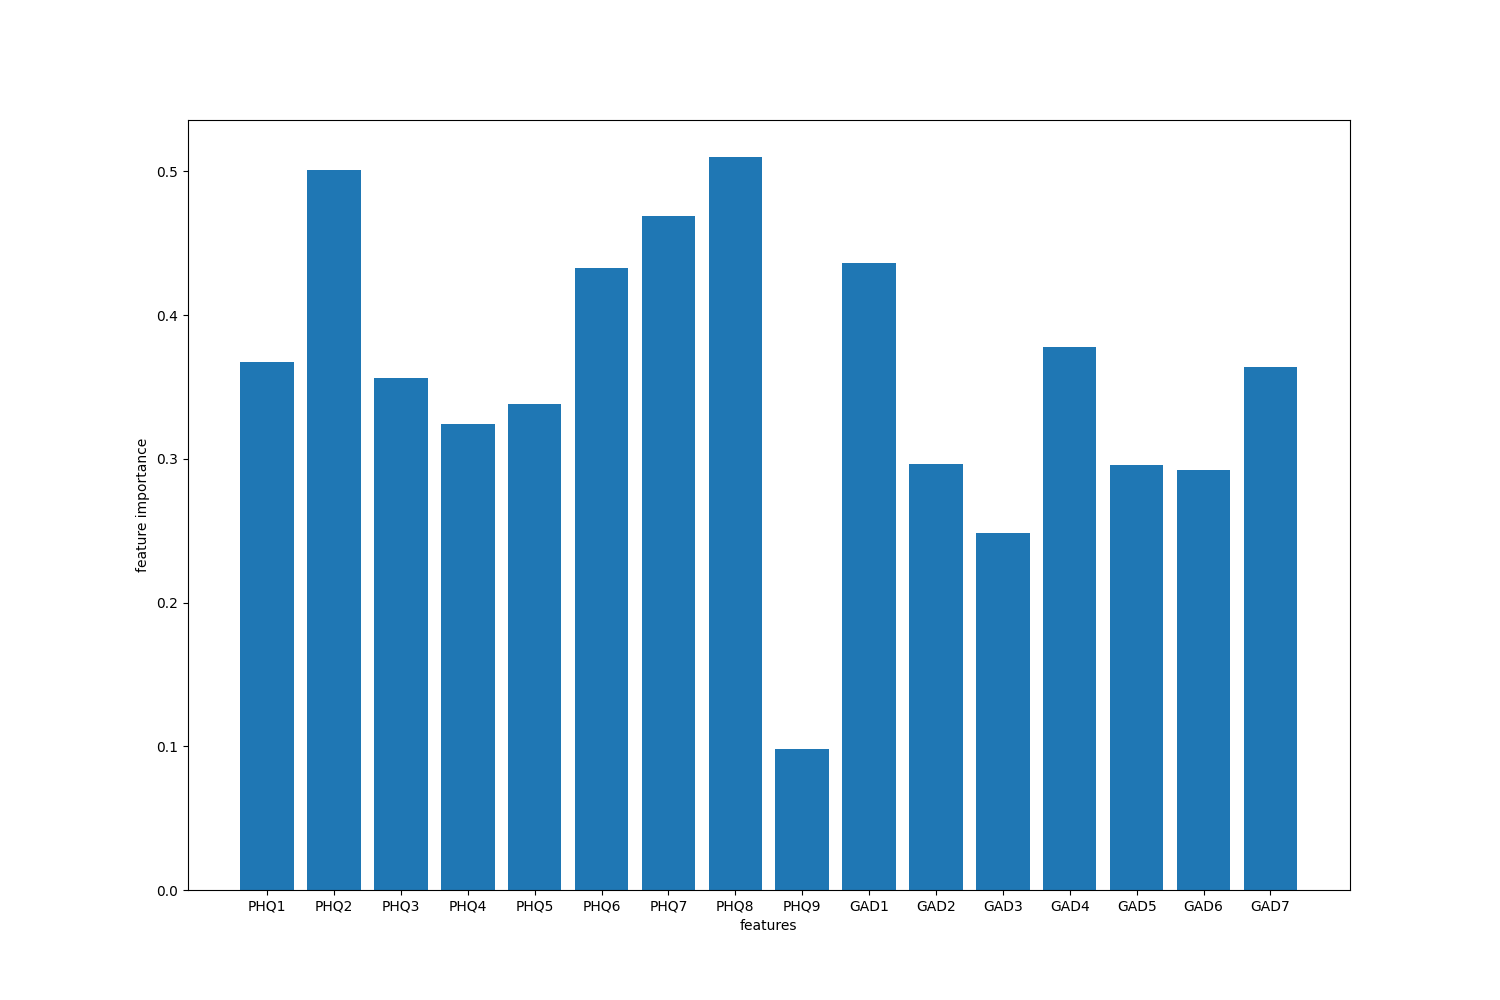 feature importance
0.5
0.4
0.3
0.2
0.1
0.0
PHQ1 PHQ2 PHQ3 PHQ4 PHQ5 PHQ6 PHQ7 PHQ8 PHQ9 GAD1 GAD2 GAD3 GAD4 GAD5 GAD6 GAD7
features